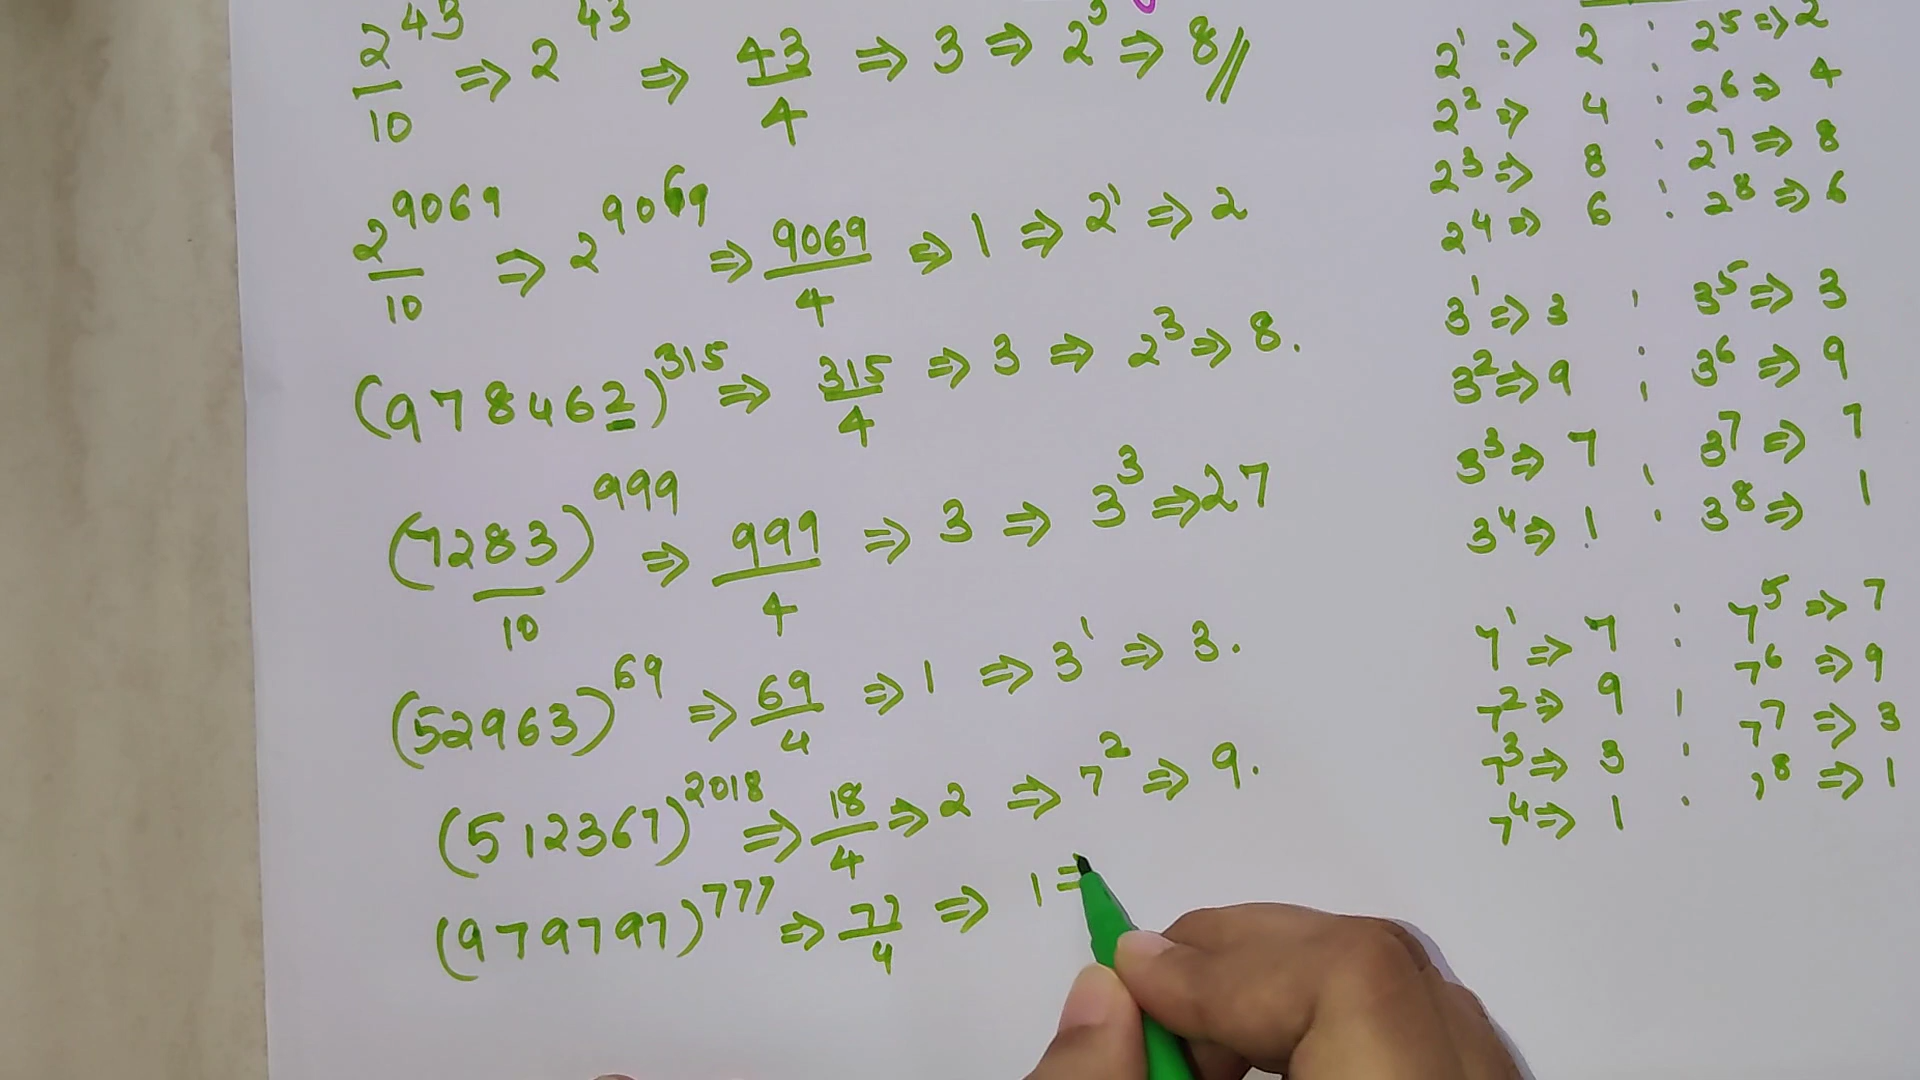 2^43/10 ⇒ 2^43 ⇒ 43/4 ⇒ 3 ⇒ 2^3 ⇒ 8//
2^9069/10 ⇒ 2^9069 ⇒ 9069/4 ⇒ 1 ⇒ 2^1 ⇒ 2
(978462)^315 ⇒ 315/4 ⇒ 3 ⇒ 2^3 ⇒ 8.
(7283)^999/10 ⇒ 999/4 ⇒ 3 ⇒ 3^3 ⇒ 27
(52963)^69 ⇒ 69/4 ⇒ 1 ⇒ 3^1 ⇒ 3.
(512367)^2018 ⇒ 18/4 ⇒ 2 ⇒ 7^2 ⇒ 9.
(979797)^777 ⇒ 77/4 ⇒ 1 =
2^1 ⇒ 2 : 2^5 ⇒ 2
2^2 ⇒ 4 : 2^6 ⇒ 4
2^3 ⇒ 8 : 2^7 ⇒ 8
2^4 ⇒ 6 : 2^8 ⇒ 6
3^1 ⇒ 3 : 3^5 ⇒ 3
3^2 ⇒ 9 : 3^6 ⇒ 9
3^3 ⇒ 7 : 3^7 ⇒ 7
3^4 ⇒ 1 : 3^8 ⇒ 1
7^1 ⇒ 7 : 7^5 ⇒ 7
7^2 ⇒ 9 : 7^6 ⇒ 9
7^3 ⇒ 3 : 7^7 ⇒ 3
7^4 ⇒ 1 : 7^8 ⇒ 1